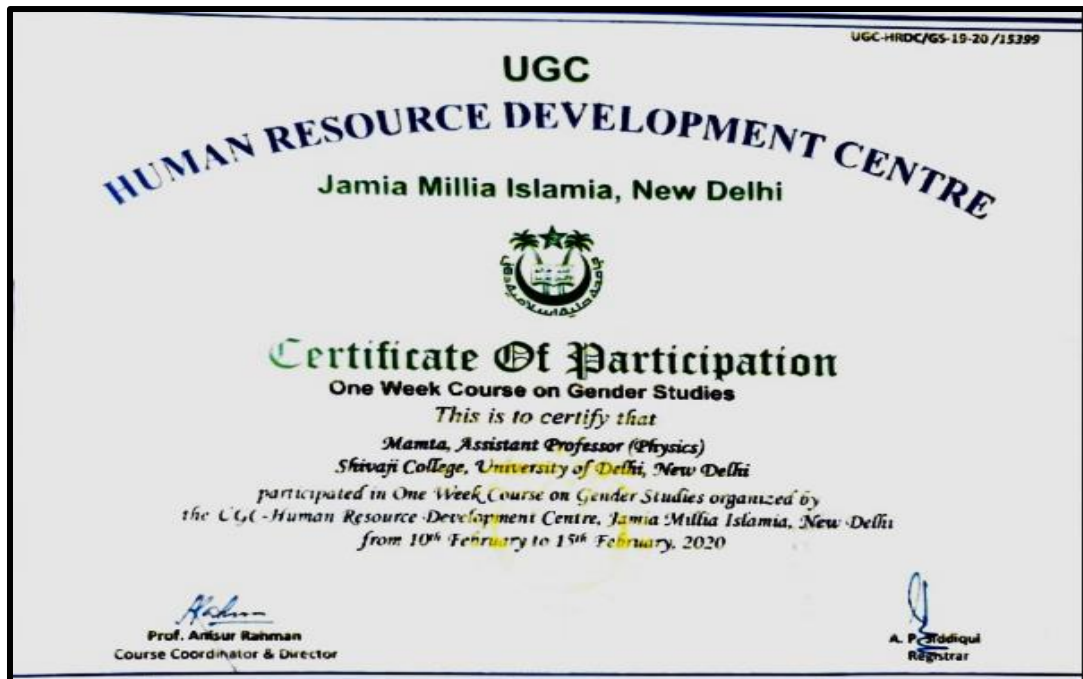 UGC-HRDC/GS-19-20/15399
UGC
HUMAN RESOURCE DEVELOPMENT CENTRE
Jamia Millia Islamia, New Delhi
Certificate Of Participation
One Week Course on Gender Studies
This is to certify that
Mamta, Assistant Professor (Physics)
Shivaji College, University of Delhi, New Delhi
participated in One Week Course on Gender Studies organized by
the UGC-Human Resource Development Centre, Jamia Millia Islamia, New Delhi
from 10th February to 15th February, 2020
Prof. Anisur Rahman
Course Coordinator & Director
A. P. Siddiqui
Registrar